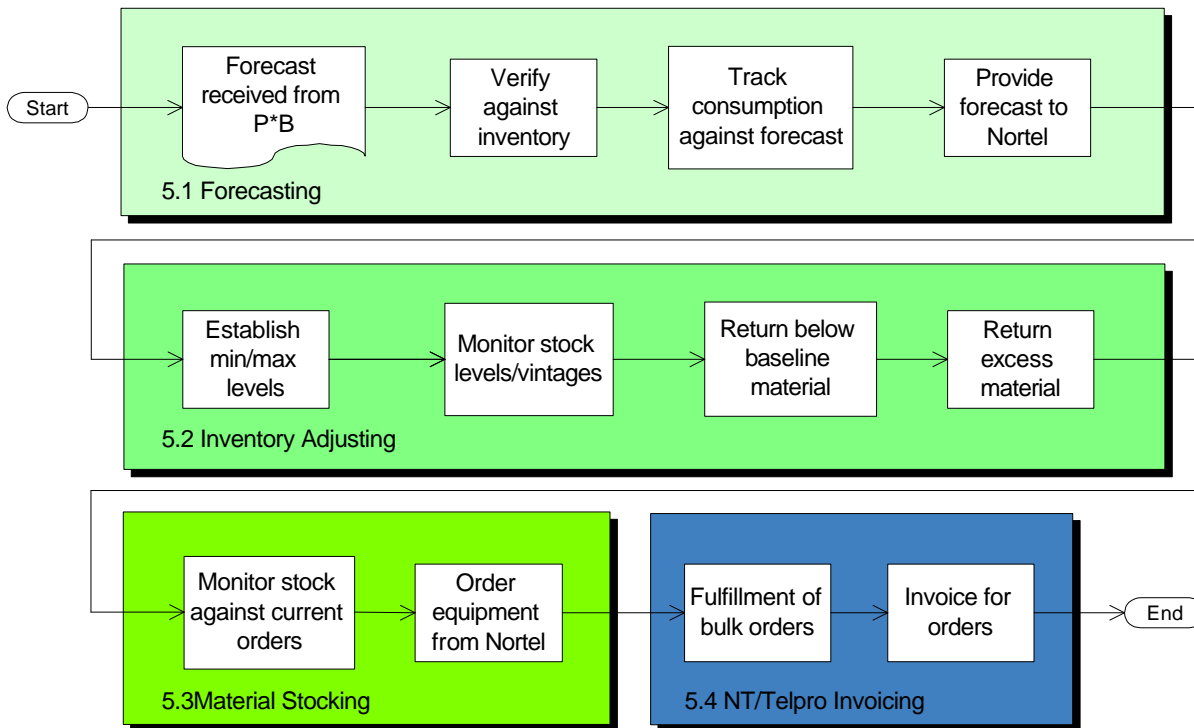 Start
Forecast
received from
P*B
Verify
against
inventory
Track
consumption
against forecast
Provide
forecast to
Nortel
5.1 Forecasting
Establish
min/max
levels
Monitor stock
levels/vintages
Return below
baseline
material
Return
excess
material
5.2 Inventory Adjusting
Monitor stock
against current
orders
Order
equipment
from Nortel
5.3Material Stocking
Fulfillment of
bulk orders
Invoice for
orders
5.4 NT/Telpro Invoicing
End